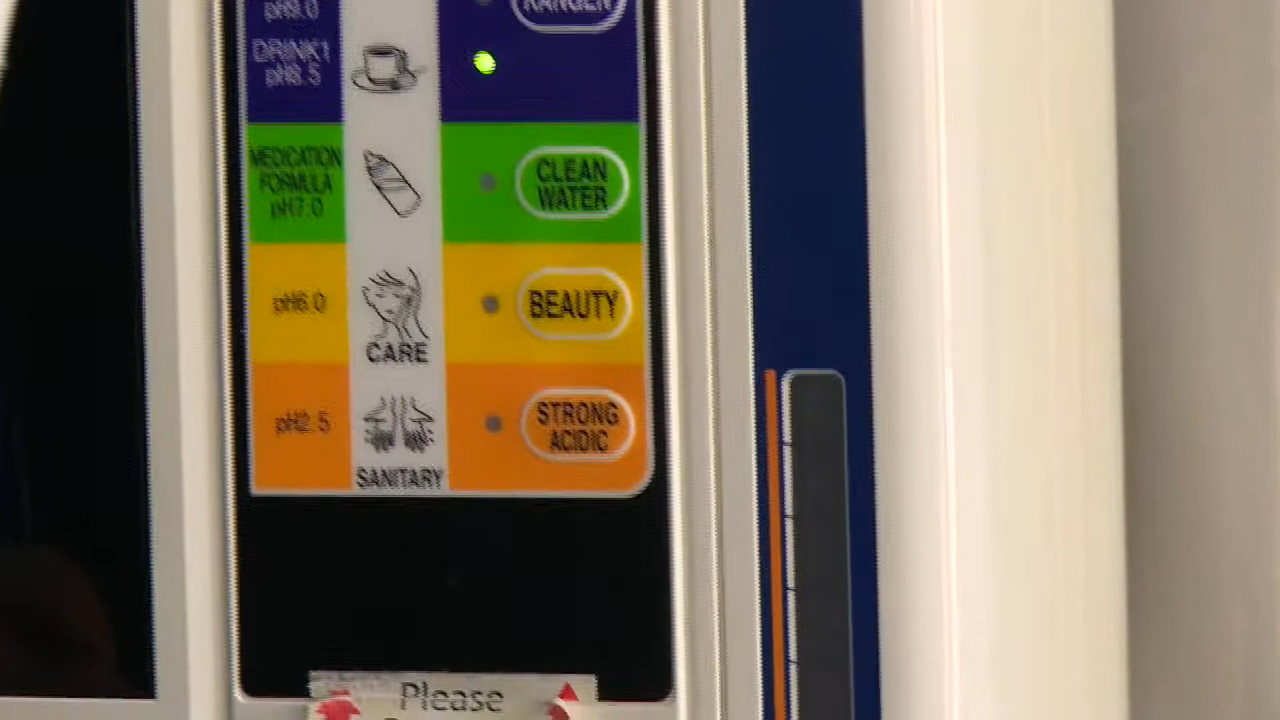 pH9.0
KANGEN
DRINK1
pH8.5
MEDICATION
FORMULA
pH7.0
CLEAN
WATER
pH6.0
CARE
BEAUTY
pH2.5
SANITARY
STRONG
ACIDIC
Please